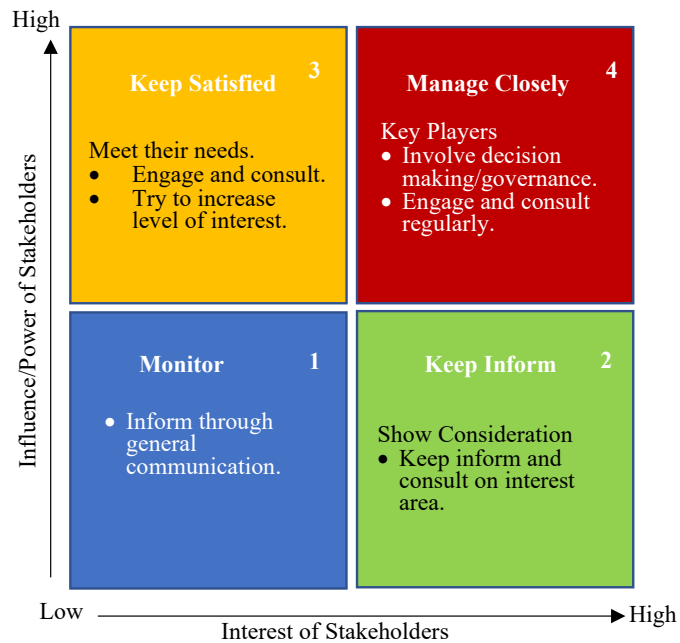 High
Influence/Power of Stakeholders
Keep Satisfied 3
Meet their needs.
• Engage and consult.
• Try to increase
level of interest.
Manage Closely 4
Key Players
• Involve decision
making/governance.
• Engage and consult
regularly.
Monitor 1
• Inform through
general
communication.
Keep Inform 2
Show Consideration
• Keep inform and
consult on interest
area.
Low
Interest of Stakeholders
High